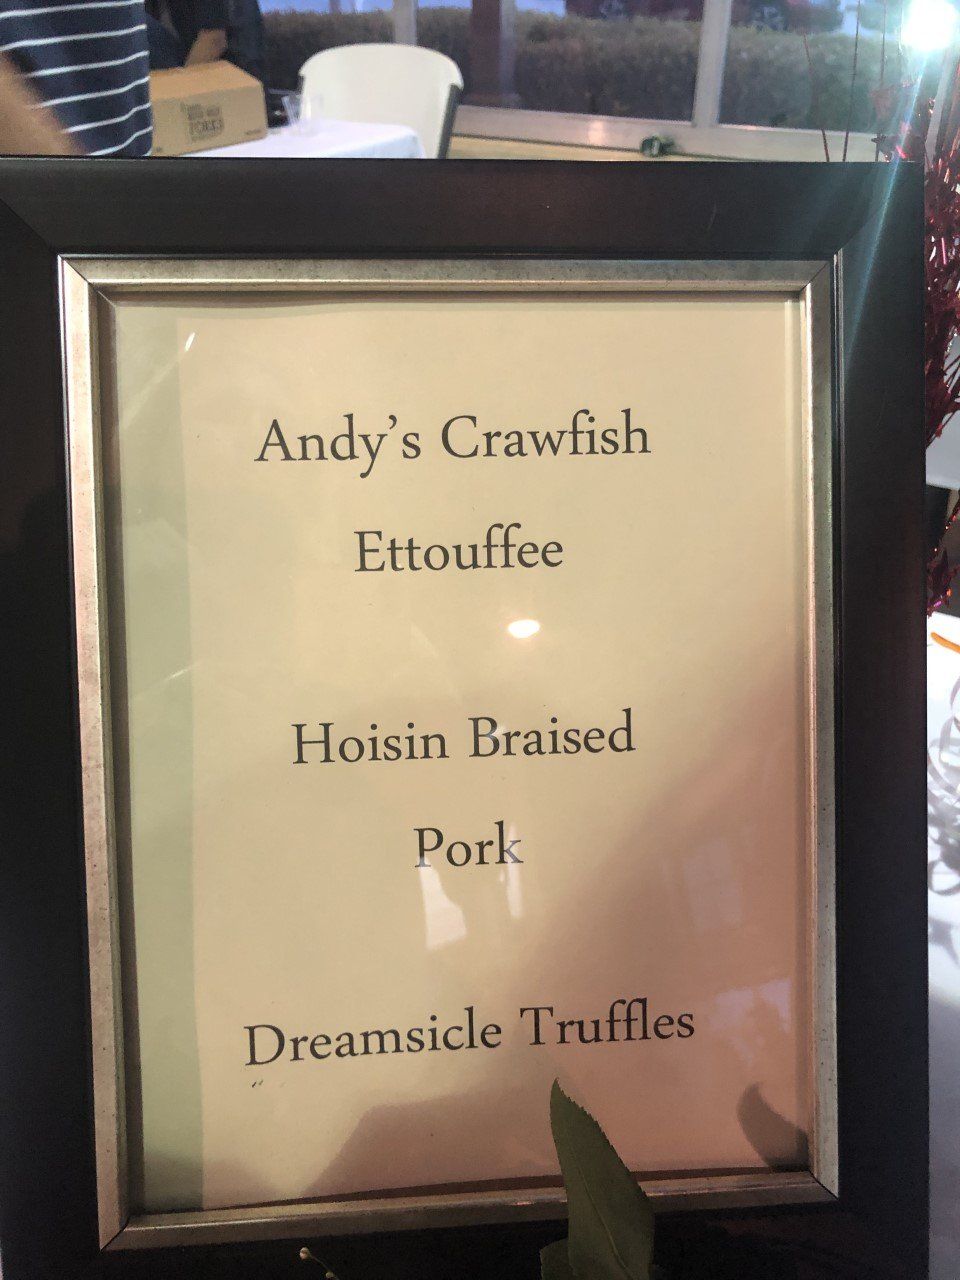 Andy's Crawfish
Ettouffee
Hoisin Braised
Pork
Dreamsicle Truffles